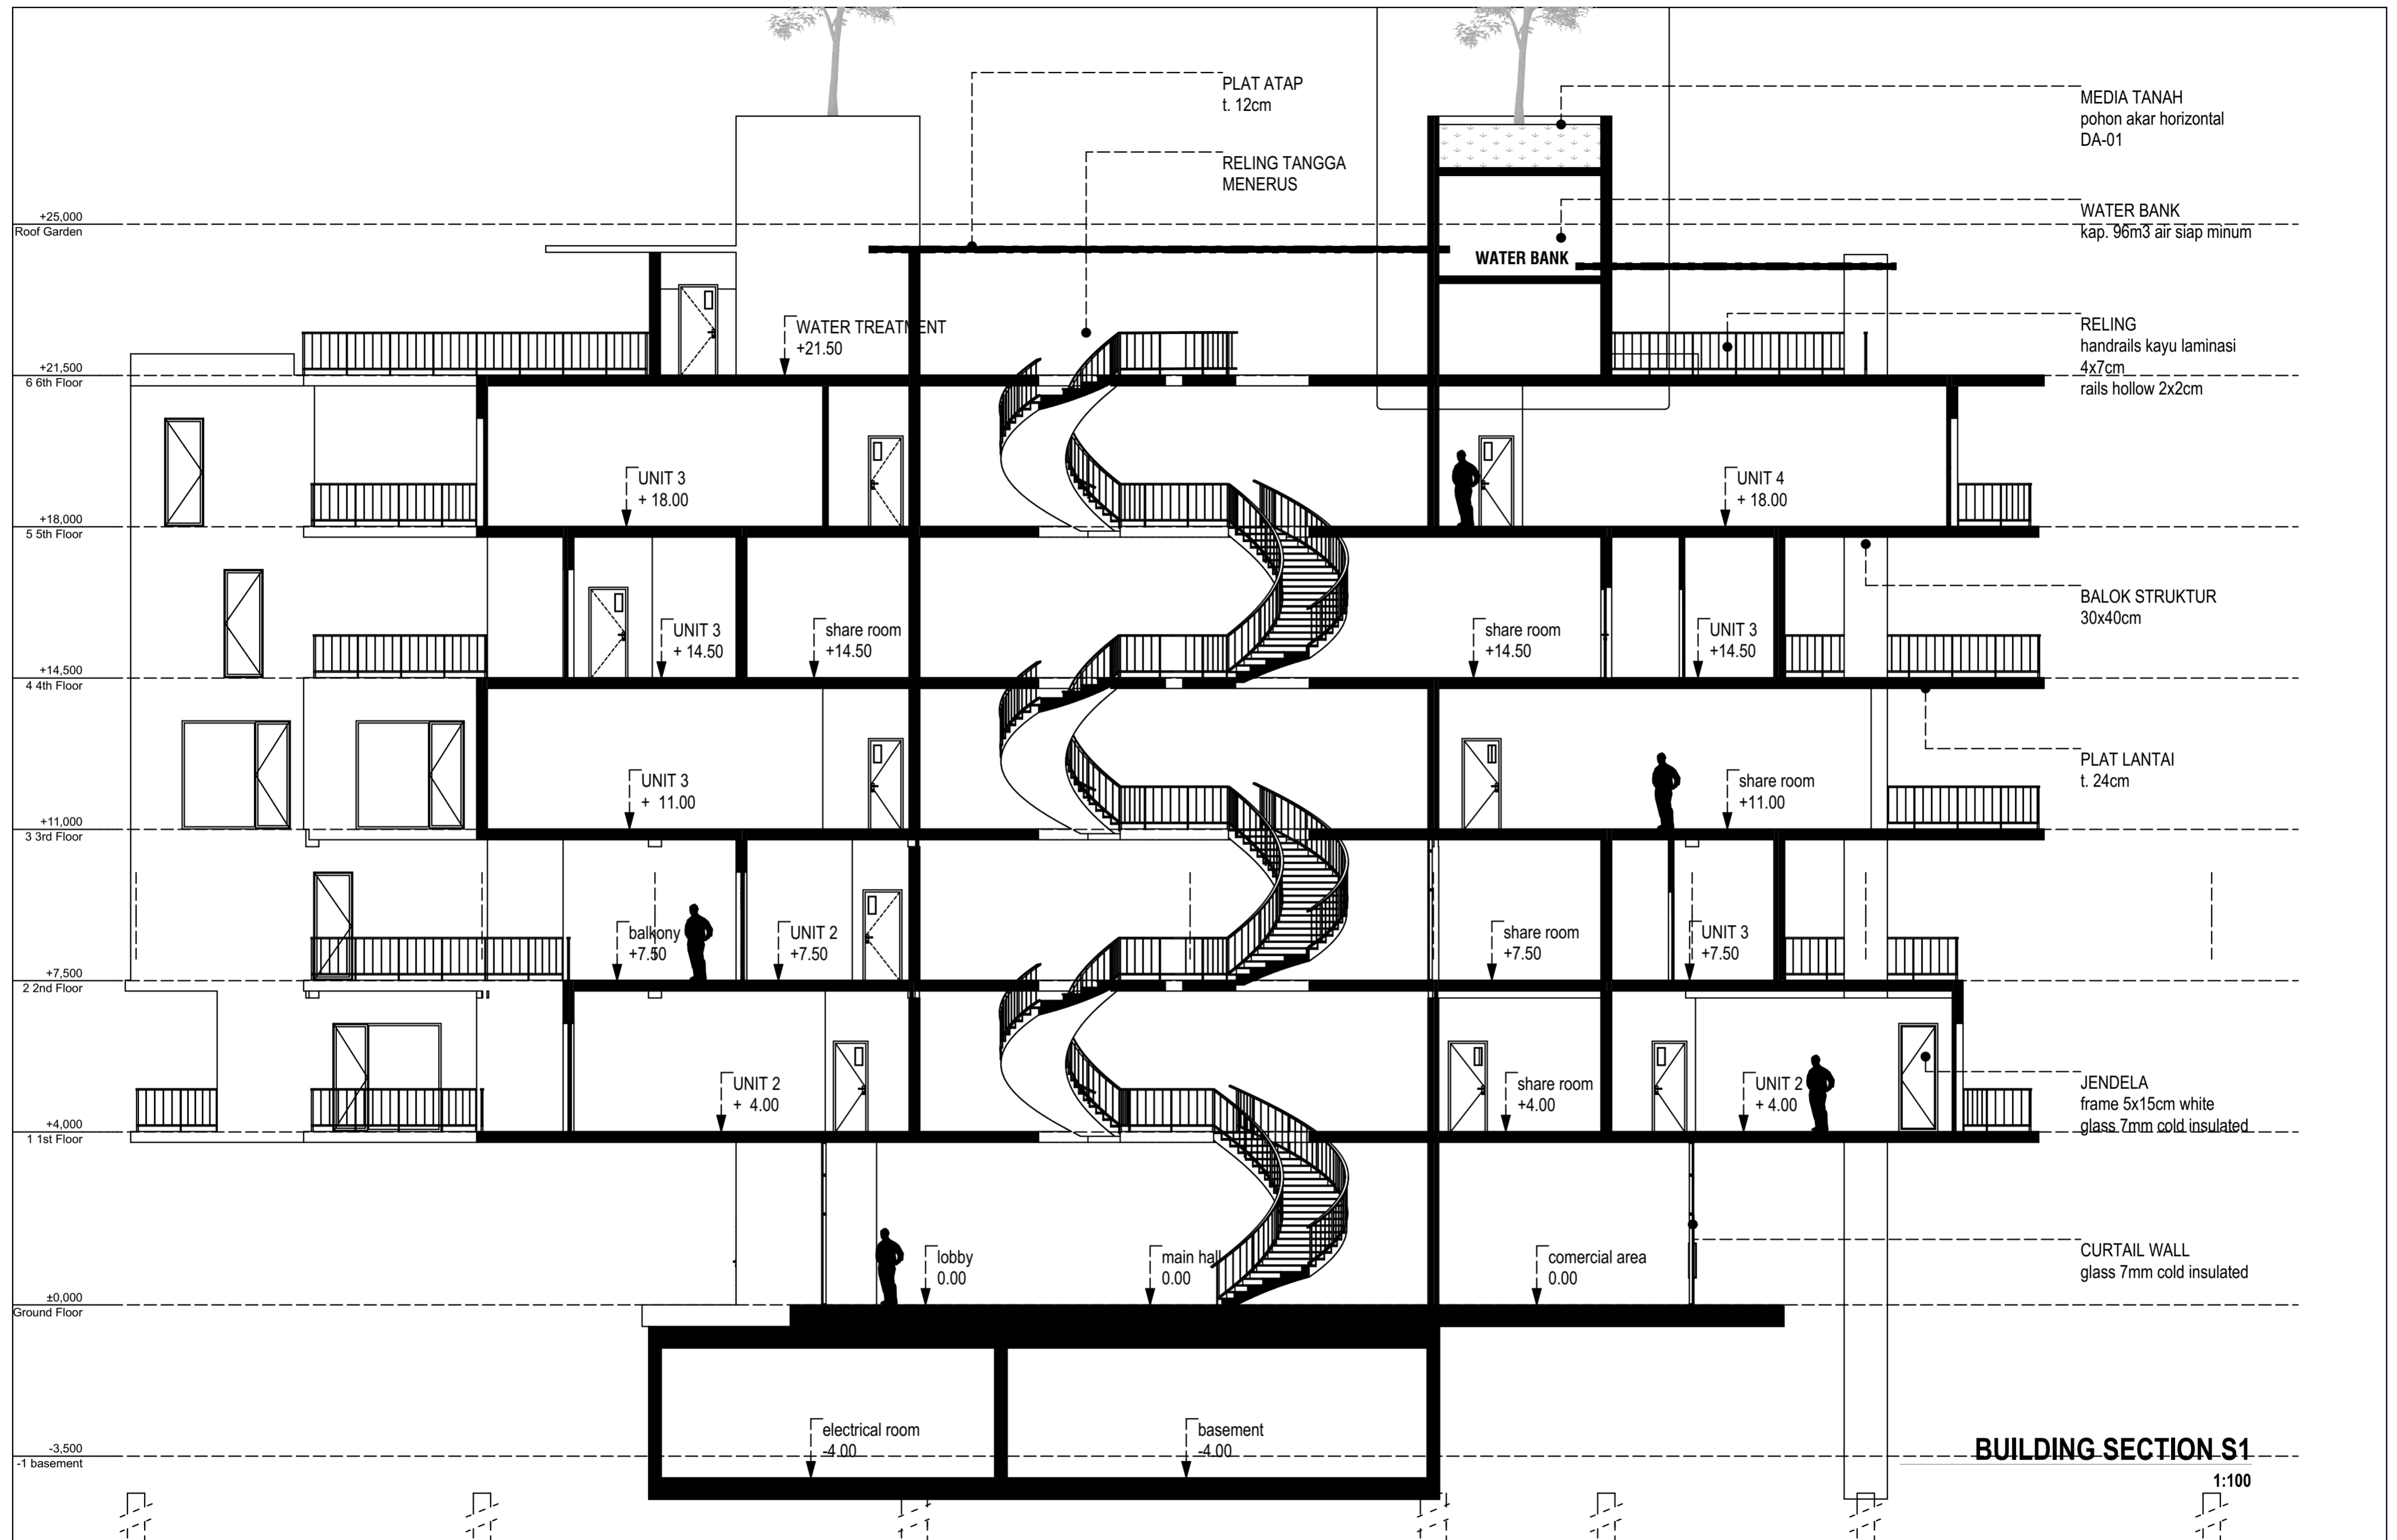 PLAT ATAP
t. 12cm
MEDIA TANAH
pohon akar horizontal
DA-01
RELING TANGGA
MENERUS
+25,000
Roof Garden
WATER BANK
kap. 96m3 air siap minum
WATER BANK
WATER TREATMENT
+21.50
RELING
handrails kayu laminasi
4x7cm
rails hollow 2x2cm
+21,500
6 6th Floor
UNIT 3
+ 18.00
UNIT 4
+ 18.00
+18,000
5 5th Floor
BALOK STRUKTUR
30x40cm
UNIT 3
+ 14.50
share room
+14.50
share room
+14.50
UNIT 3
+14.50
+14,500
4 4th Floor
PLAT LANTAI
t. 24cm
UNIT 3
+ 11.00
share room
+11.00
+11,000
3 3rd Floor
balkony
+7.50
UNIT 2
+7.50
share room
+7.50
UNIT 3
+7.50
+7,500
2 2nd Floor
UNIT 2
+ 4.00
share room
+4.00
UNIT 2
+ 4.00
JENDELA
frame 5x15cm white
glass 7mm cold insulated
+4,000
1 1st Floor
lobby
0.00
main hall
0.00
comercial area
0.00
CURTAIL WALL
glass 7mm cold insulated
±0,000
Ground Floor
electrical room
-4.00
basement
-4.00
-3,500
-1 basement
BUILDING SECTION S1
1:100